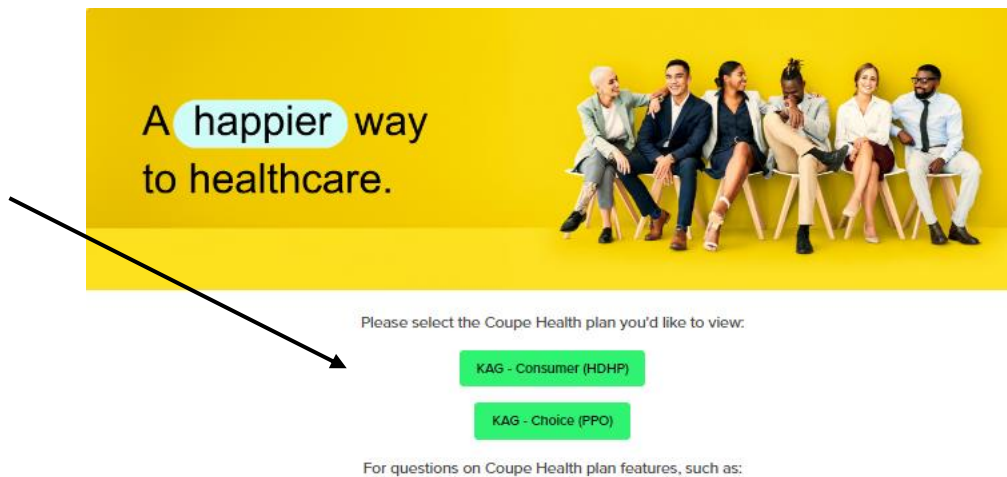 A happier way
to healthcare.
Please select the Coupe Health plan you'd like to view:
KAG - Consumer (HDHP)
KAG - Choice (PPO)
For questions on Coupe Health plan features, such as: